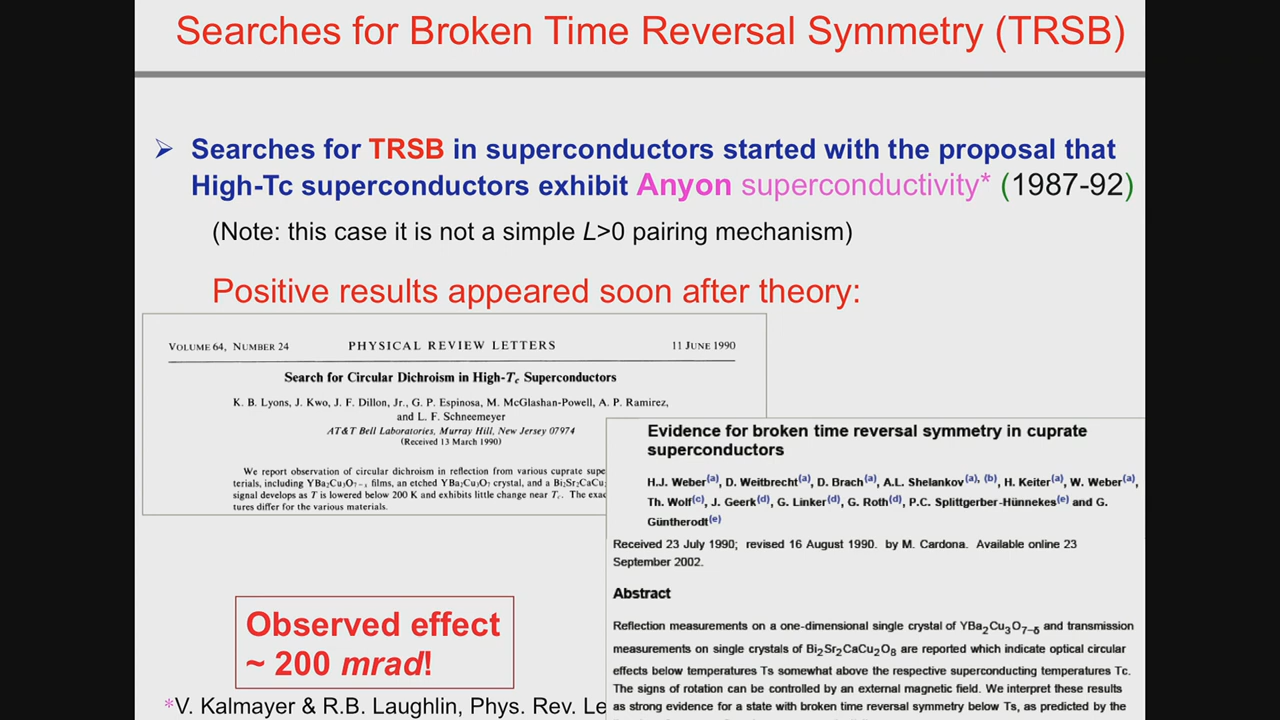 Searches for Broken Time Reversal Symmetry (TRSB)
➢ Searches for TRSB in superconductors started with the proposal that
High-Tc superconductors exhibit Anyon superconductivity* (1987-92)
(Note: this case it is not a simple L>0 pairing mechanism)
Positive results appeared soon after theory:
VOLUME 64, NUMBER 24 PHYSICAL REVIEW LETTERS 11 JUNE 1990
Search for Circular Dichroism in High-Tc Superconductors
K. B. Lyons, J. Kwo, J. F. Dillon, Jr., G. P. Espinosa, M. McGlashan-Powell, A. P. Ramirez,
and L. F. Schneemeyer
AT&T Bell Laboratories, Murray Hill, New Jersey 07974
(Received 13 March 1990)
We report observation of circular dichroism in reflection from various cuprate supe
terials, including YBa2Cu3O7−x films, an etched YBa2Cu3O7 crystal, and a Bi2Sr2CaCu
signal develops as T is lowered below 200 K and exhibits little change near Tc. The exac
tures differ for the various materials.
Evidence for broken time reversal symmetry in cuprate
superconductors
H.J. Weber(a), D. Weitbrecht(a), D. Brach(a), A.L. Shelankov(a), (b), H. Keiter(a), W. Weber(a),
Th. Wolf(c), J. Geerk(d), G. Linker(d), G. Roth(d), P.C. Splittgerber-Hünnekes(e) and G.
Güntherodt(e)
Received 23 July 1990; revised 16 August 1990. by M. Cardona. Available online 23
September 2002.
Abstract
Reflection measurements on a one-dimensional single crystal of YBa2Cu3O7−δ and transmission
measurements on single crystals of Bi2Sr2CaCu2O8 are reported which indicate optical circular
effects below temperatures Ts somewhat above the respective superconducting temperatures Tc.
The signs of rotation can be controlled by an external magnetic field. We interpret these results
as strong evidence for a state with broken time reversal symmetry below Ts, as predicted by the
Observed effect
~ 200 mrad!
*V. Kalmayer & R.B. Laughlin, Phys. Rev. Le